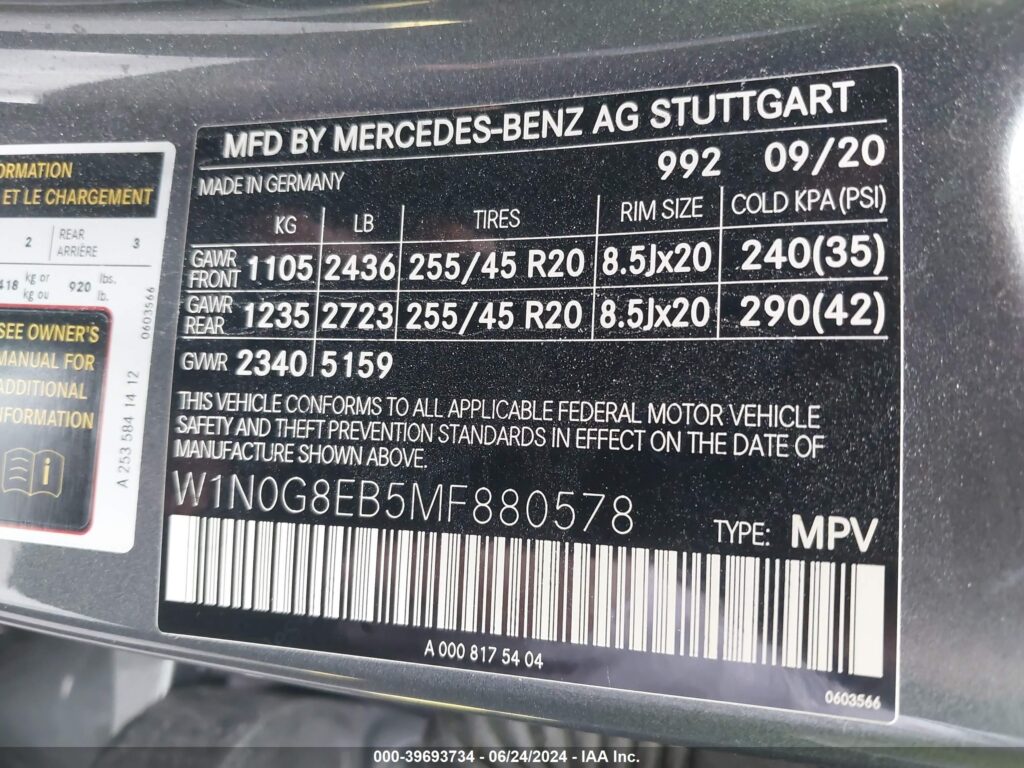 ORMATION
ET LE CHARGEMENT
2 REAR ARRIÈRE 3
418 kg or kg ou 920 lbs. lb.
SEE OWNER'S
MANUAL FOR
ADDITIONAL
INFORMATION
i
0603566
A 253 584 14 12
MFD BY MERCEDES-BENZ AG STUTTGART
992 09/20
MADE IN GERMANY
KG LB TIRES RIM SIZE COLD KPA (PSI)
GAWR FRONT 1105 2436 255/45 R20 8.5Jx20 240(35)
GAWR REAR 1235 2723 255/45 R20 8.5Jx20 290(42)
GVWR 2340 5159
THIS VEHICLE CONFORMS TO ALL APPLICABLE FEDERAL MOTOR VEHICLE
SAFETY AND THEFT PREVENTION STANDARDS IN EFFECT ON THE DATE OF
MANUFACTURE SHOWN ABOVE.
W1N0G8EB5MF880578
TYPE: MPV
A 000 817 54 04
0603566
000-39693734 - 06/24/2024 - IAA Inc.